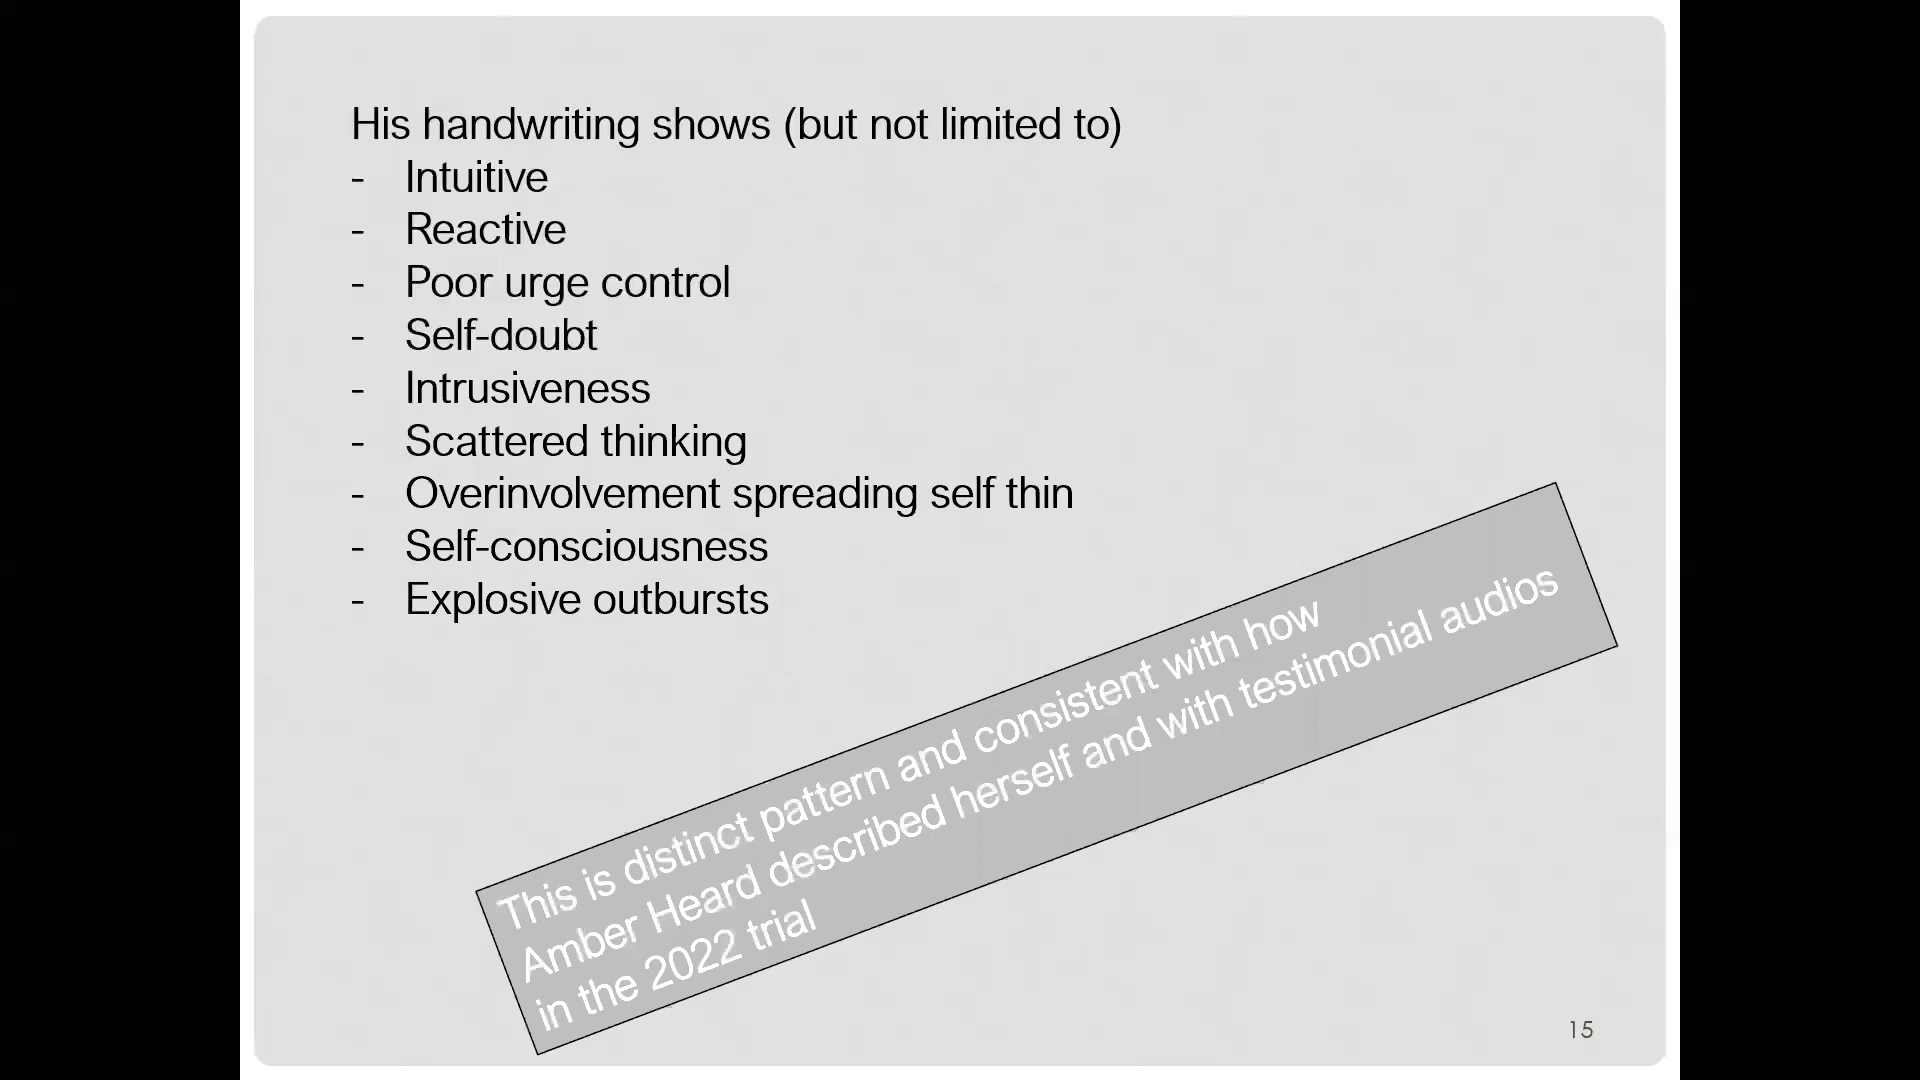 His handwriting shows (but not limited to)
- Intuitive
- Reactive
- Poor urge control
- Self-doubt
- Intrusiveness
- Scattered thinking
- Overinvolvement spreading self thin
- Self-consciousness
- Explosive outbursts
This is distinct pattern and consistent with how
Amber Heard described herself and with testimonial audios
in the 2022 trial
15